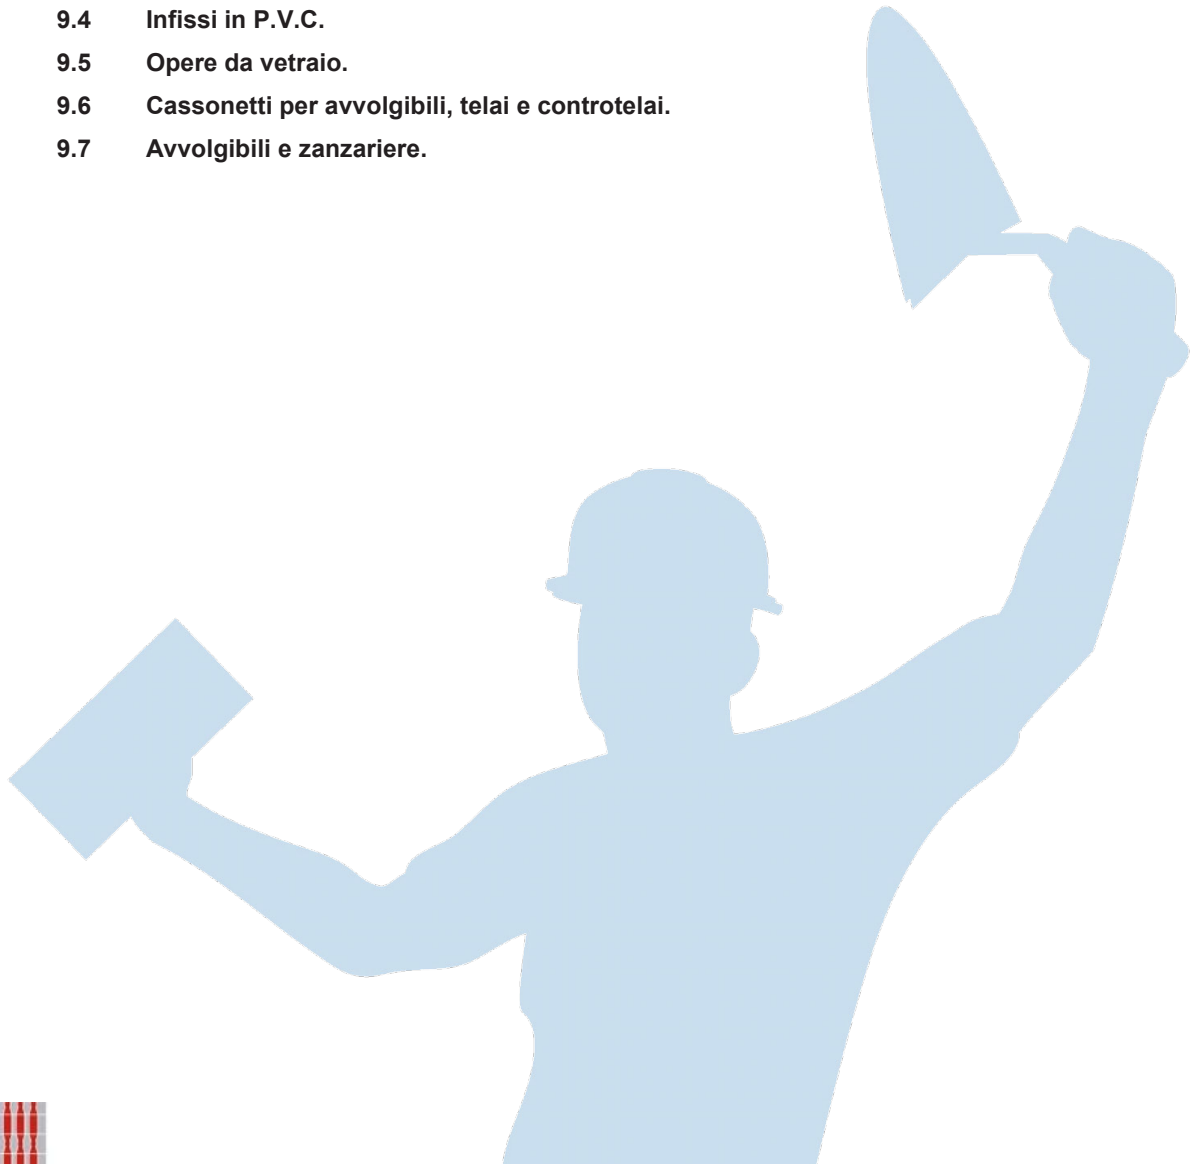 9.4 Infissi in P.V.C.
9.5 Opere da vetraio.
9.6 Cassonetti per avvolgibili, telai e controtelai.
9.7 Avvolgibili e zanzariere.